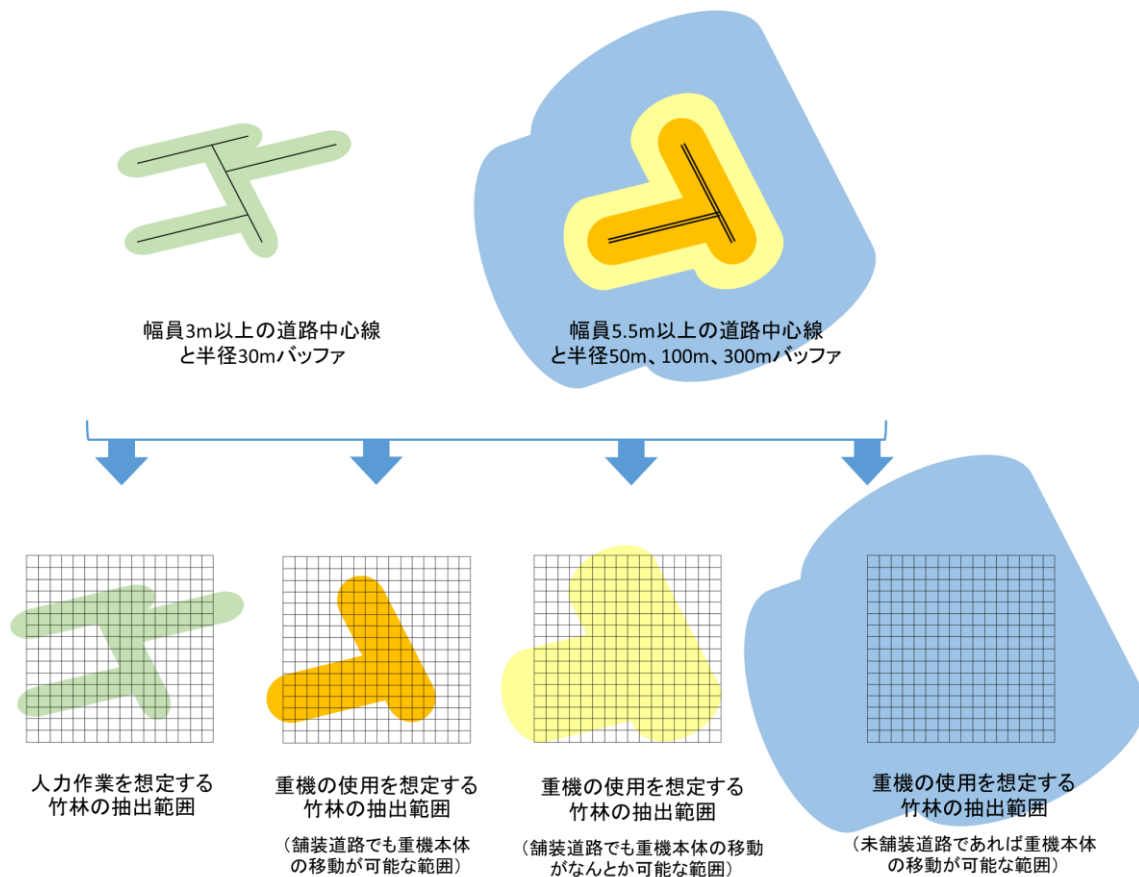 幅員3m以上の道路中心線
と半径30mバッファ
幅員5.5m以上の道路中心線
と半径50m、100m、300mバッファ
人力作業を想定する
竹林の抽出範囲
重機の使用を想定する
竹林の抽出範囲
（舗装道路でも重機本体
の移動が可能な範囲）
重機の使用を想定する
竹林の抽出範囲
（舗装道路でも重機本体の移動
がなんとか可能な範囲）
重機の使用を想定する
竹林の抽出範囲
（未舗装道路であれば重機本体
の移動が可能な範囲）